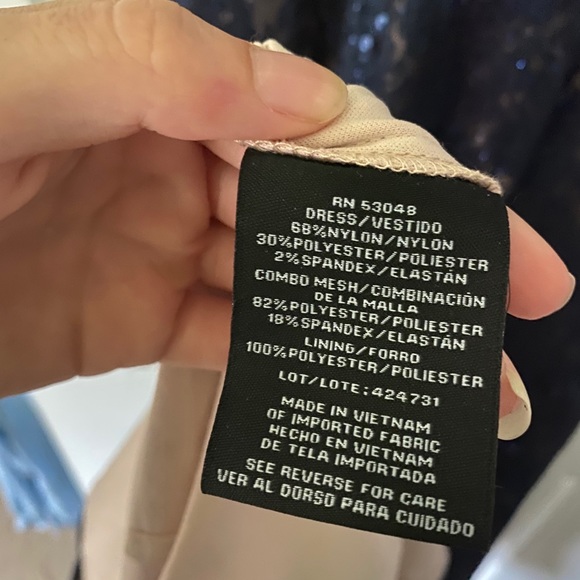 RN 53048
DRESS/VESTIDO
68%NYLON/NYLON
30%POLYESTER/POLIESTER
2%SPANDEX/ELASTÁN
COMBO MESH/COMBINACIÓN
DE LA MALLA
82%POLYESTER/POLIESTER
18%SPANDEX/ELASTÁN
LINING/FORRO
100%POLYESTER/POLIESTER
LOT/LOTE:424731
MADE IN VIETNAM
OF IMPORTED FABRIC
HECHO EN VIETNAM
DE TELA IMPORTADA
SEE REVERSE FOR CARE
VER AL DORSO PARA CUIDADO